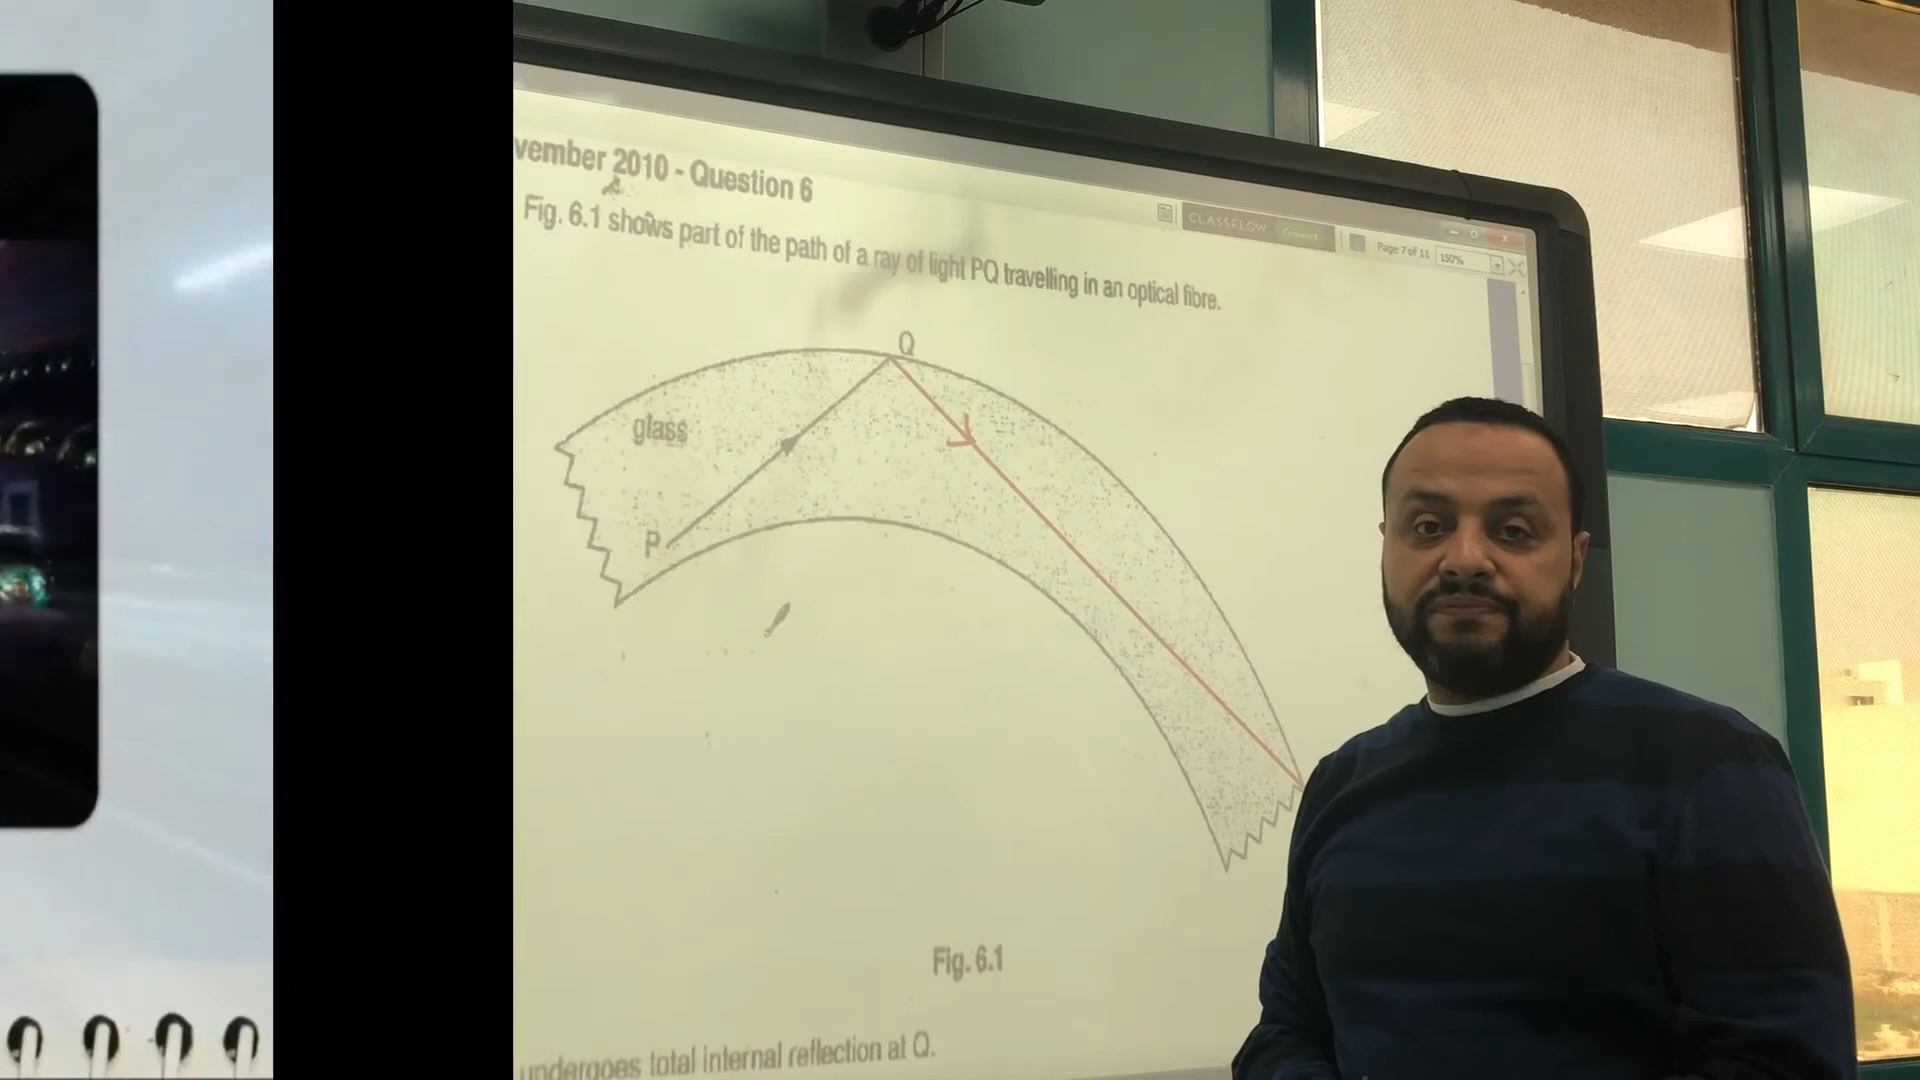 vember 2010 - Question 6
Fig. 6.1 shows part of the path of a ray of light PQ travelling in an optical fibre.
CLASSFLOW Connect
Page 7 of 11 150%
Q
glass
P
Fig. 6.1
undergoes total internal reflection at Q.